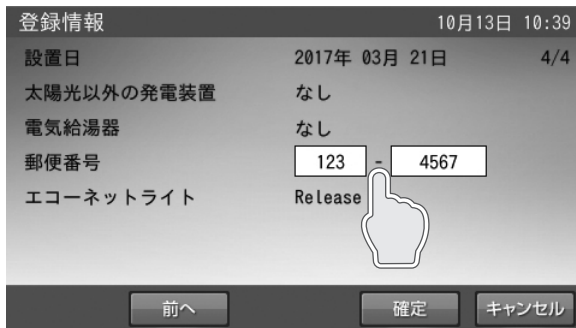 登録情報 10月13日 10:39
設置日 2017年 03月 21日 4/4
太陽光以外の発電装置 なし
電気給湯器 なし
郵便番号 123 - 4567
エコーネットライト Release
前へ 確定 キャンセル